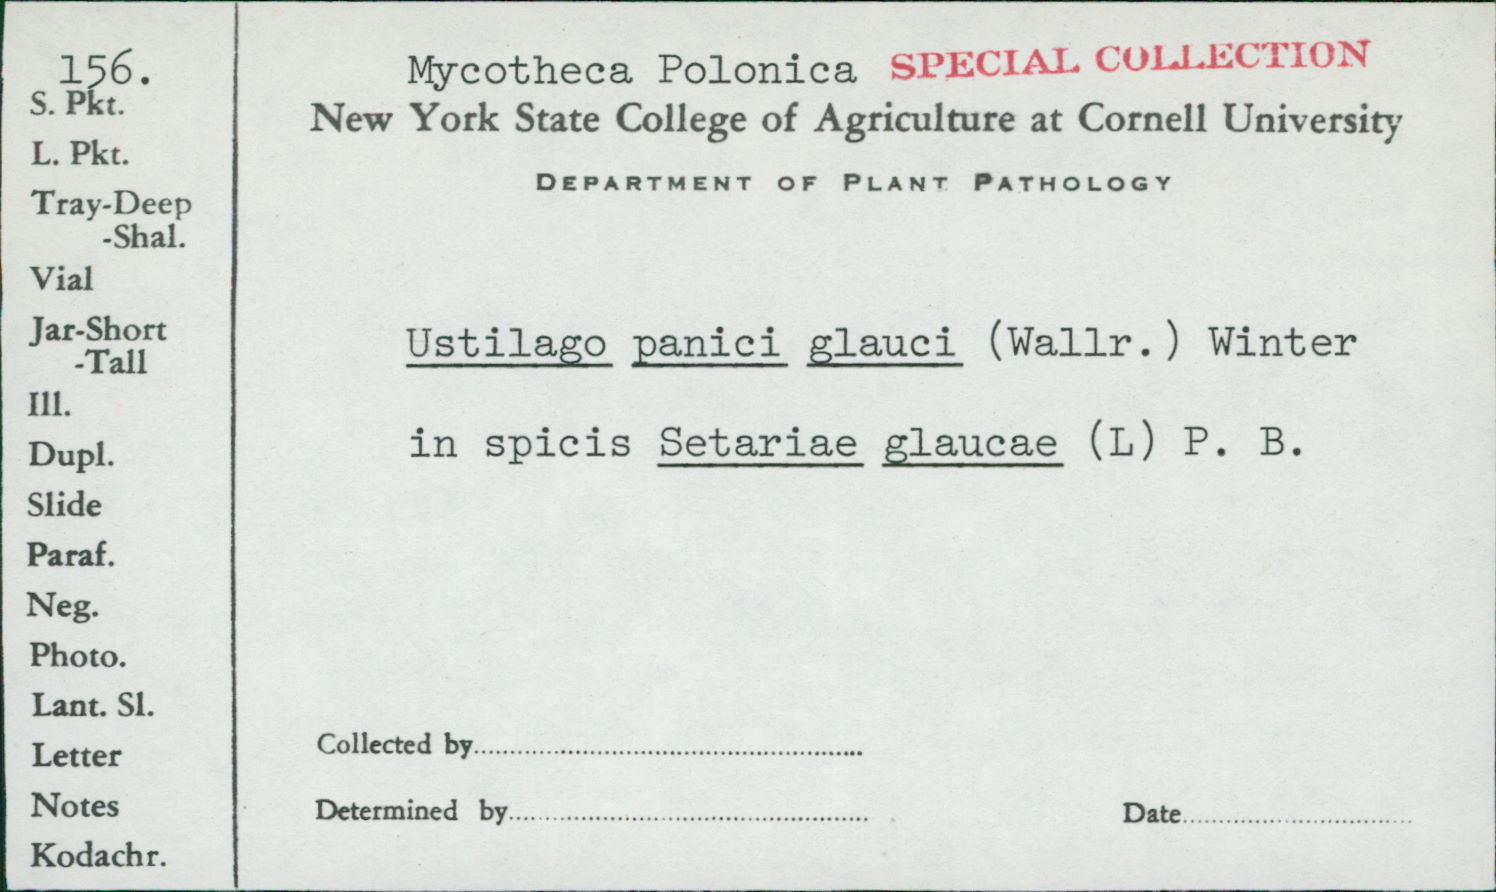 156.
S. Pkt.
L. Pkt.
Tray-Deep
-Shal.
Vial
Jar-Short
-Tall
Ill.
Dupl.
Slide
Paraf.
Neg.
Photo.
Lant. Sl.
Letter
Notes
Kodachr.
Mycotheca Polonica SPECIAL COLLECTION
New York State College of Agriculture at Cornell University
DEPARTMENT OF PLANT PATHOLOGY
Ustilago panici glauci (Wallr.) Winter
in spicis Setariae glaucae (L) P. B.
Collected by
Determined by
Date